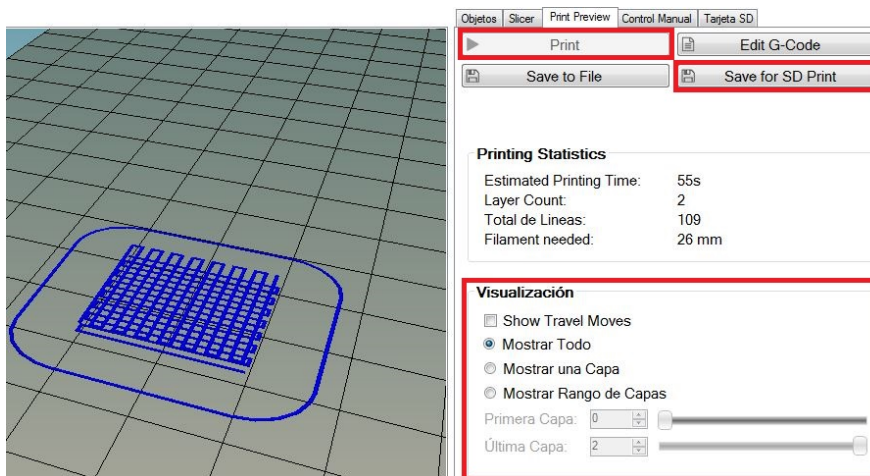 Objetos Slicer Print Preview Control Manual Tarjeta SD
Print Edit G-Code
Save to File Save for SD Print
Printing Statistics
Estimated Printing Time: 55s
Layer Count: 2
Total de Lineas: 109
Filament needed: 26 mm
Visualización
Show Travel Moves
Mostrar Todo
Mostrar una Capa
Mostrar Rango de Capas
Primera Capa: 0
Última Capa: 2